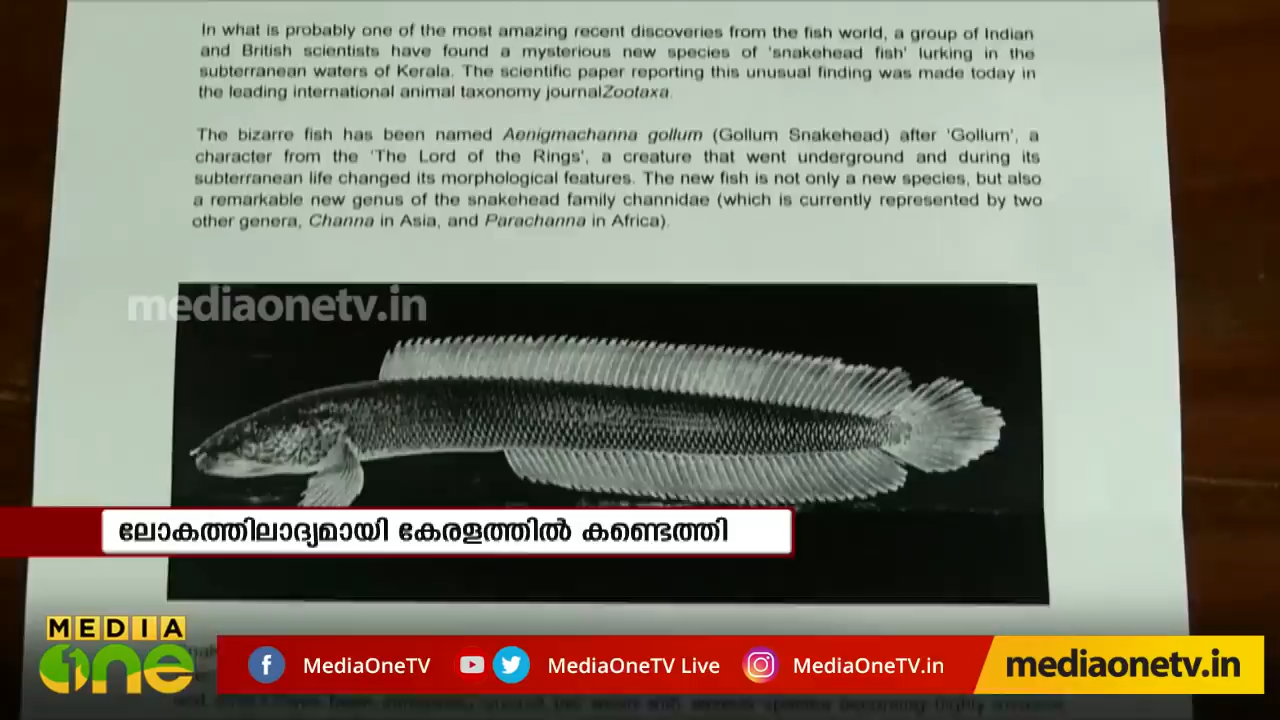 In what is probably one of the most amazing recent discoveries from the fish world, a group of Indian
and British scientists have found a mysterious new species of 'snakehead fish' lurking in the
subterranean waters of Kerala. The scientific paper reporting this unusual finding was made today in
the leading international animal taxonomy journalZootaxa.
The bizarre fish has been named Aenigmachanna gollum (Gollum Snakehead) after 'Gollum', a
character from the 'The Lord of the Rings', a creature that went underground and during its
subterranean life changed its morphological features. The new fish is not only a new species, but also
a remarkable new genus of the snakehead family channidae (which is currently represented by two
other genera, Channa in Asia, and Parachanna in Africa).
mediaonetv.in
ലോകത്തിലാദ്യമായി കേരളത്തിൽ കണ്ടെത്തി
MEDIA
one
MediaOneTV
MediaOneTV Live
MediaOneTV.in
mediaonetv.in